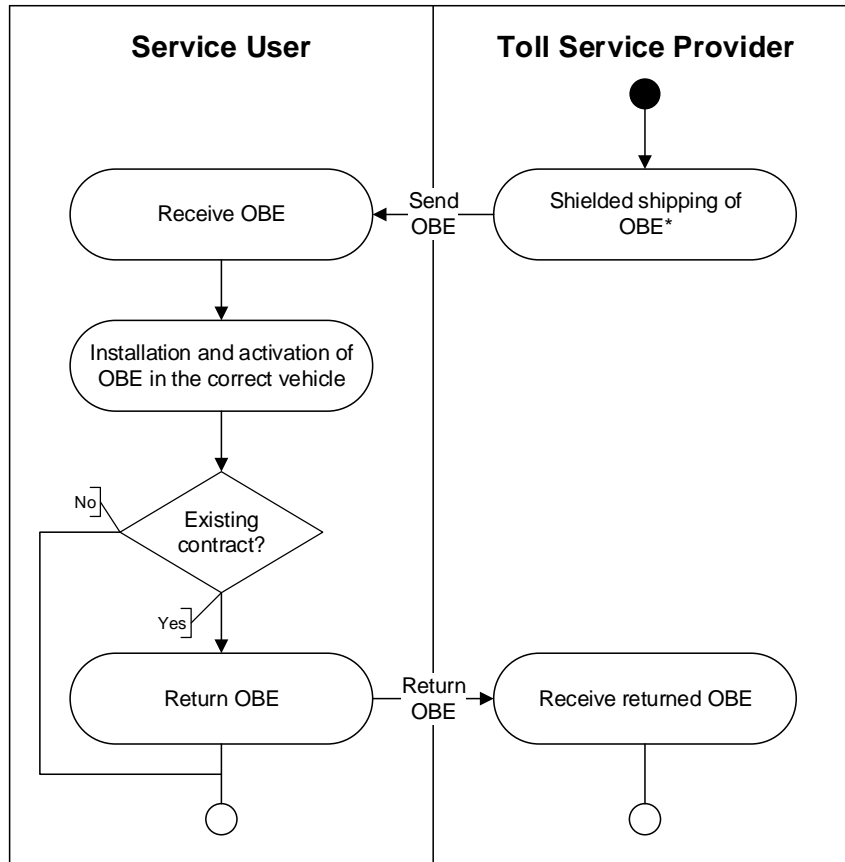 Service User
Toll Service Provider
Receive OBE
Send
OBE
Shielded shipping of
OBE*
Installation and activation of
OBE in the correct vehicle
No
Existing
contract?
Yes
Return OBE
Return
OBE
Receive returned OBE